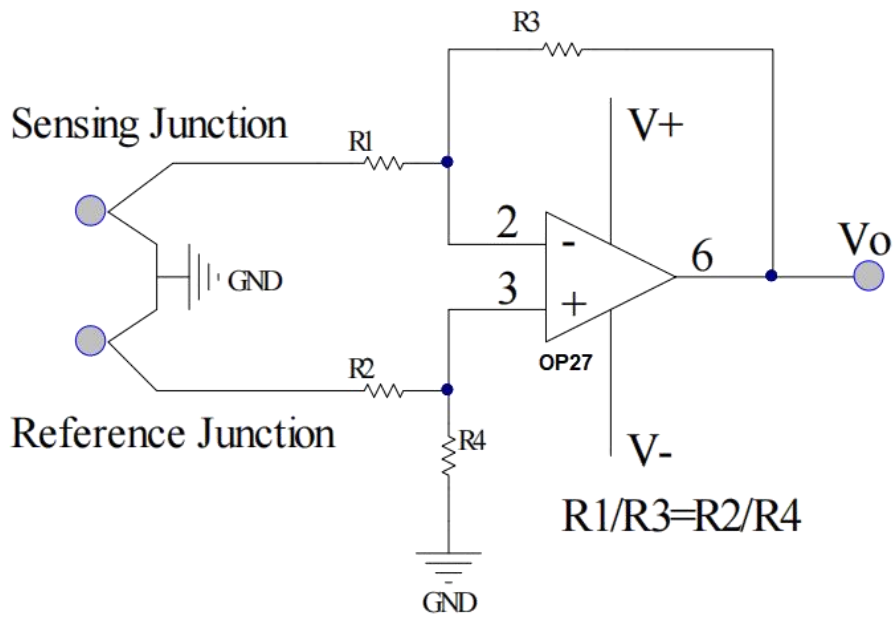 R3
Sensing Junction
R1
V+
2
-
6
Vo
GND
3
+
OP27
R2
Reference Junction
R4
V-
R1/R3=R2/R4
GND